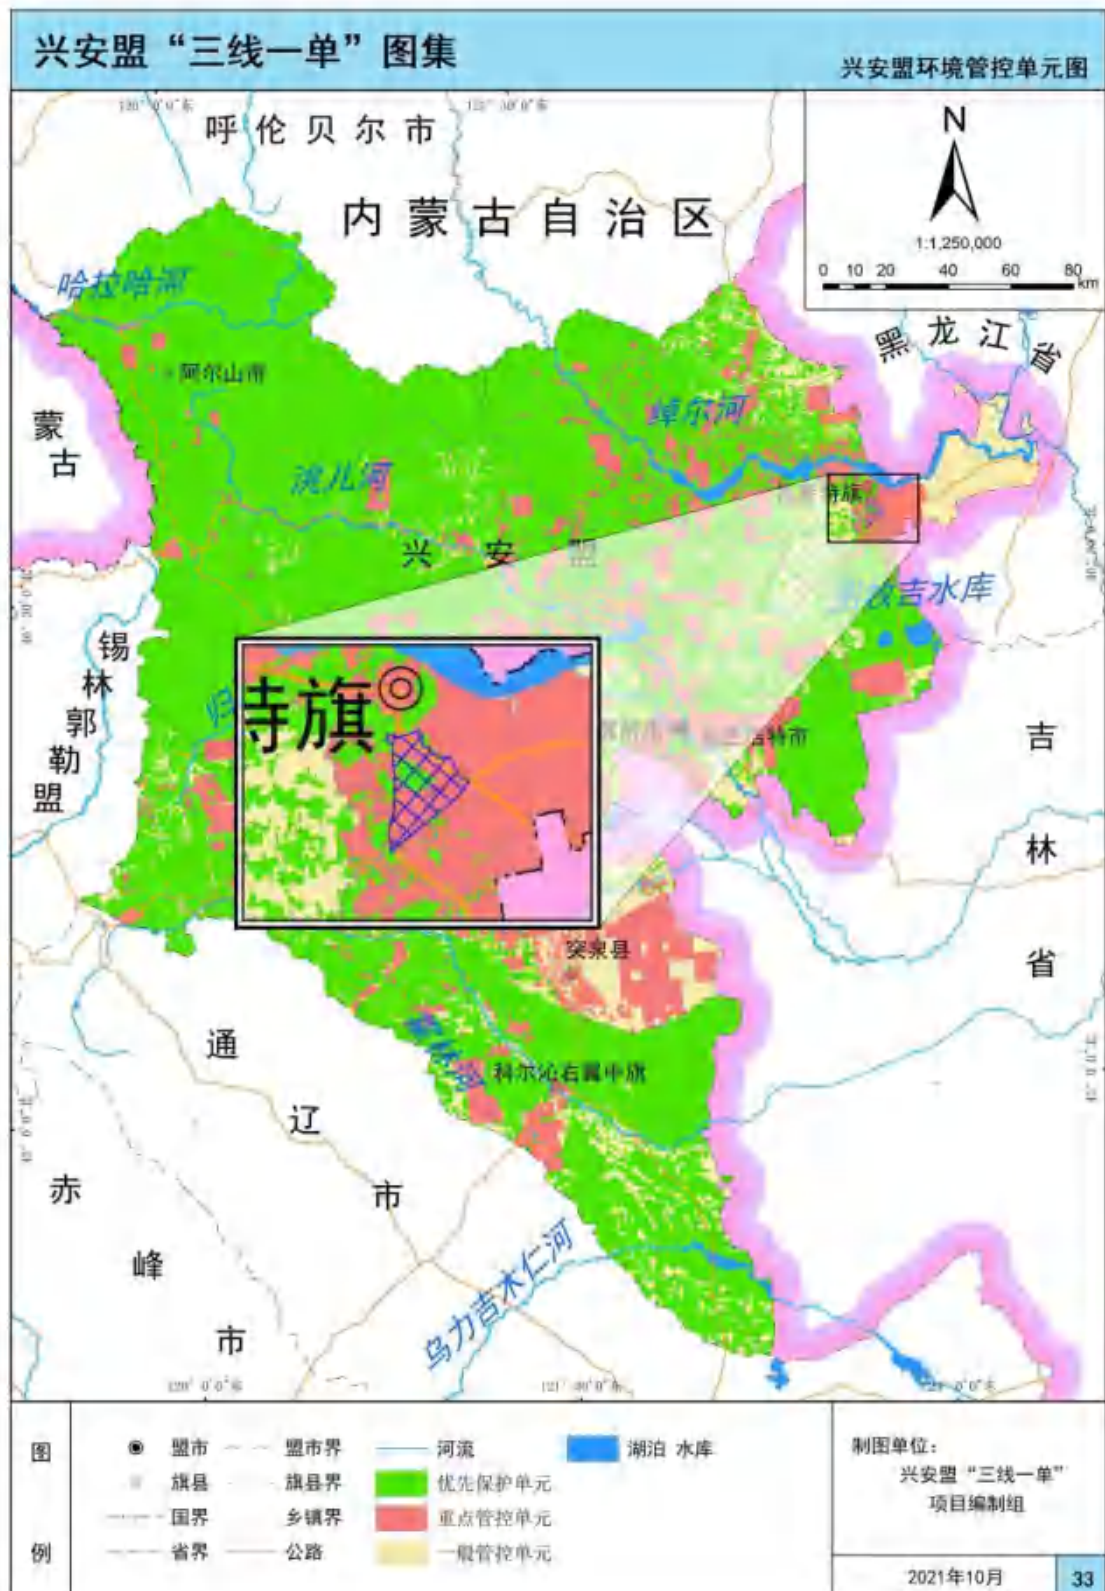 兴安盟“三线一单”图集
兴安盟环境管控单元图
呼伦贝尔市
内蒙古自治区
N
1:1,250,000
0 10 20 40 60 80
km
哈拉哈河
黑龙江省
阿尔山市
绰尔河
蒙古
洮儿河
特旗
兴安盟
吉水库
锡林郭勒盟
特旗
浩特市
吉林省
突泉县
通辽市
科尔沁右翼中旗
赤峰市
乌力吉木仁河
图例
盟市
盟市界
河流
湖泊 水库
旗县
旗县界
优先保护单元
国界
乡镇界
重点管控单元
省界
公路
一般管控单元
制图单位：
兴安盟“三线一单”
项目编制组
2021年10月
33